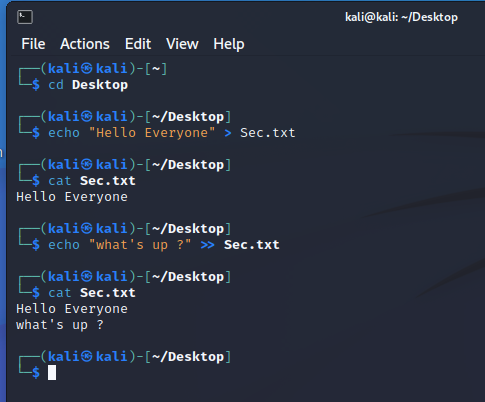 kali@kali: ~/Desktop
File Actions Edit View Help
┌──(kali㉿kali)-[~]
└─$ cd Desktop
┌──(kali㉿kali)-[~/Desktop]
└─$ echo "Hello Everyone" > Sec.txt
┌──(kali㉿kali)-[~/Desktop]
└─$ cat Sec.txt
Hello Everyone
┌──(kali㉿kali)-[~/Desktop]
└─$ echo "what's up ?" >> Sec.txt
┌──(kali㉿kali)-[~/Desktop]
└─$ cat Sec.txt
Hello Everyone
what's up ?
┌──(kali㉿kali)-[~/Desktop]
└─$